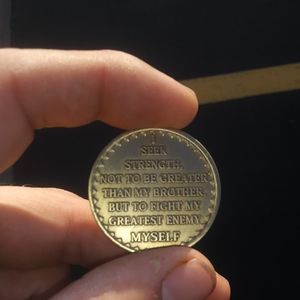 I
SEEK
STRENGTH,
NOT TO BE GREATER
THAN MY BROTHER,
BUT TO FIGHT MY
GREATEST ENEMY,
MYSELF